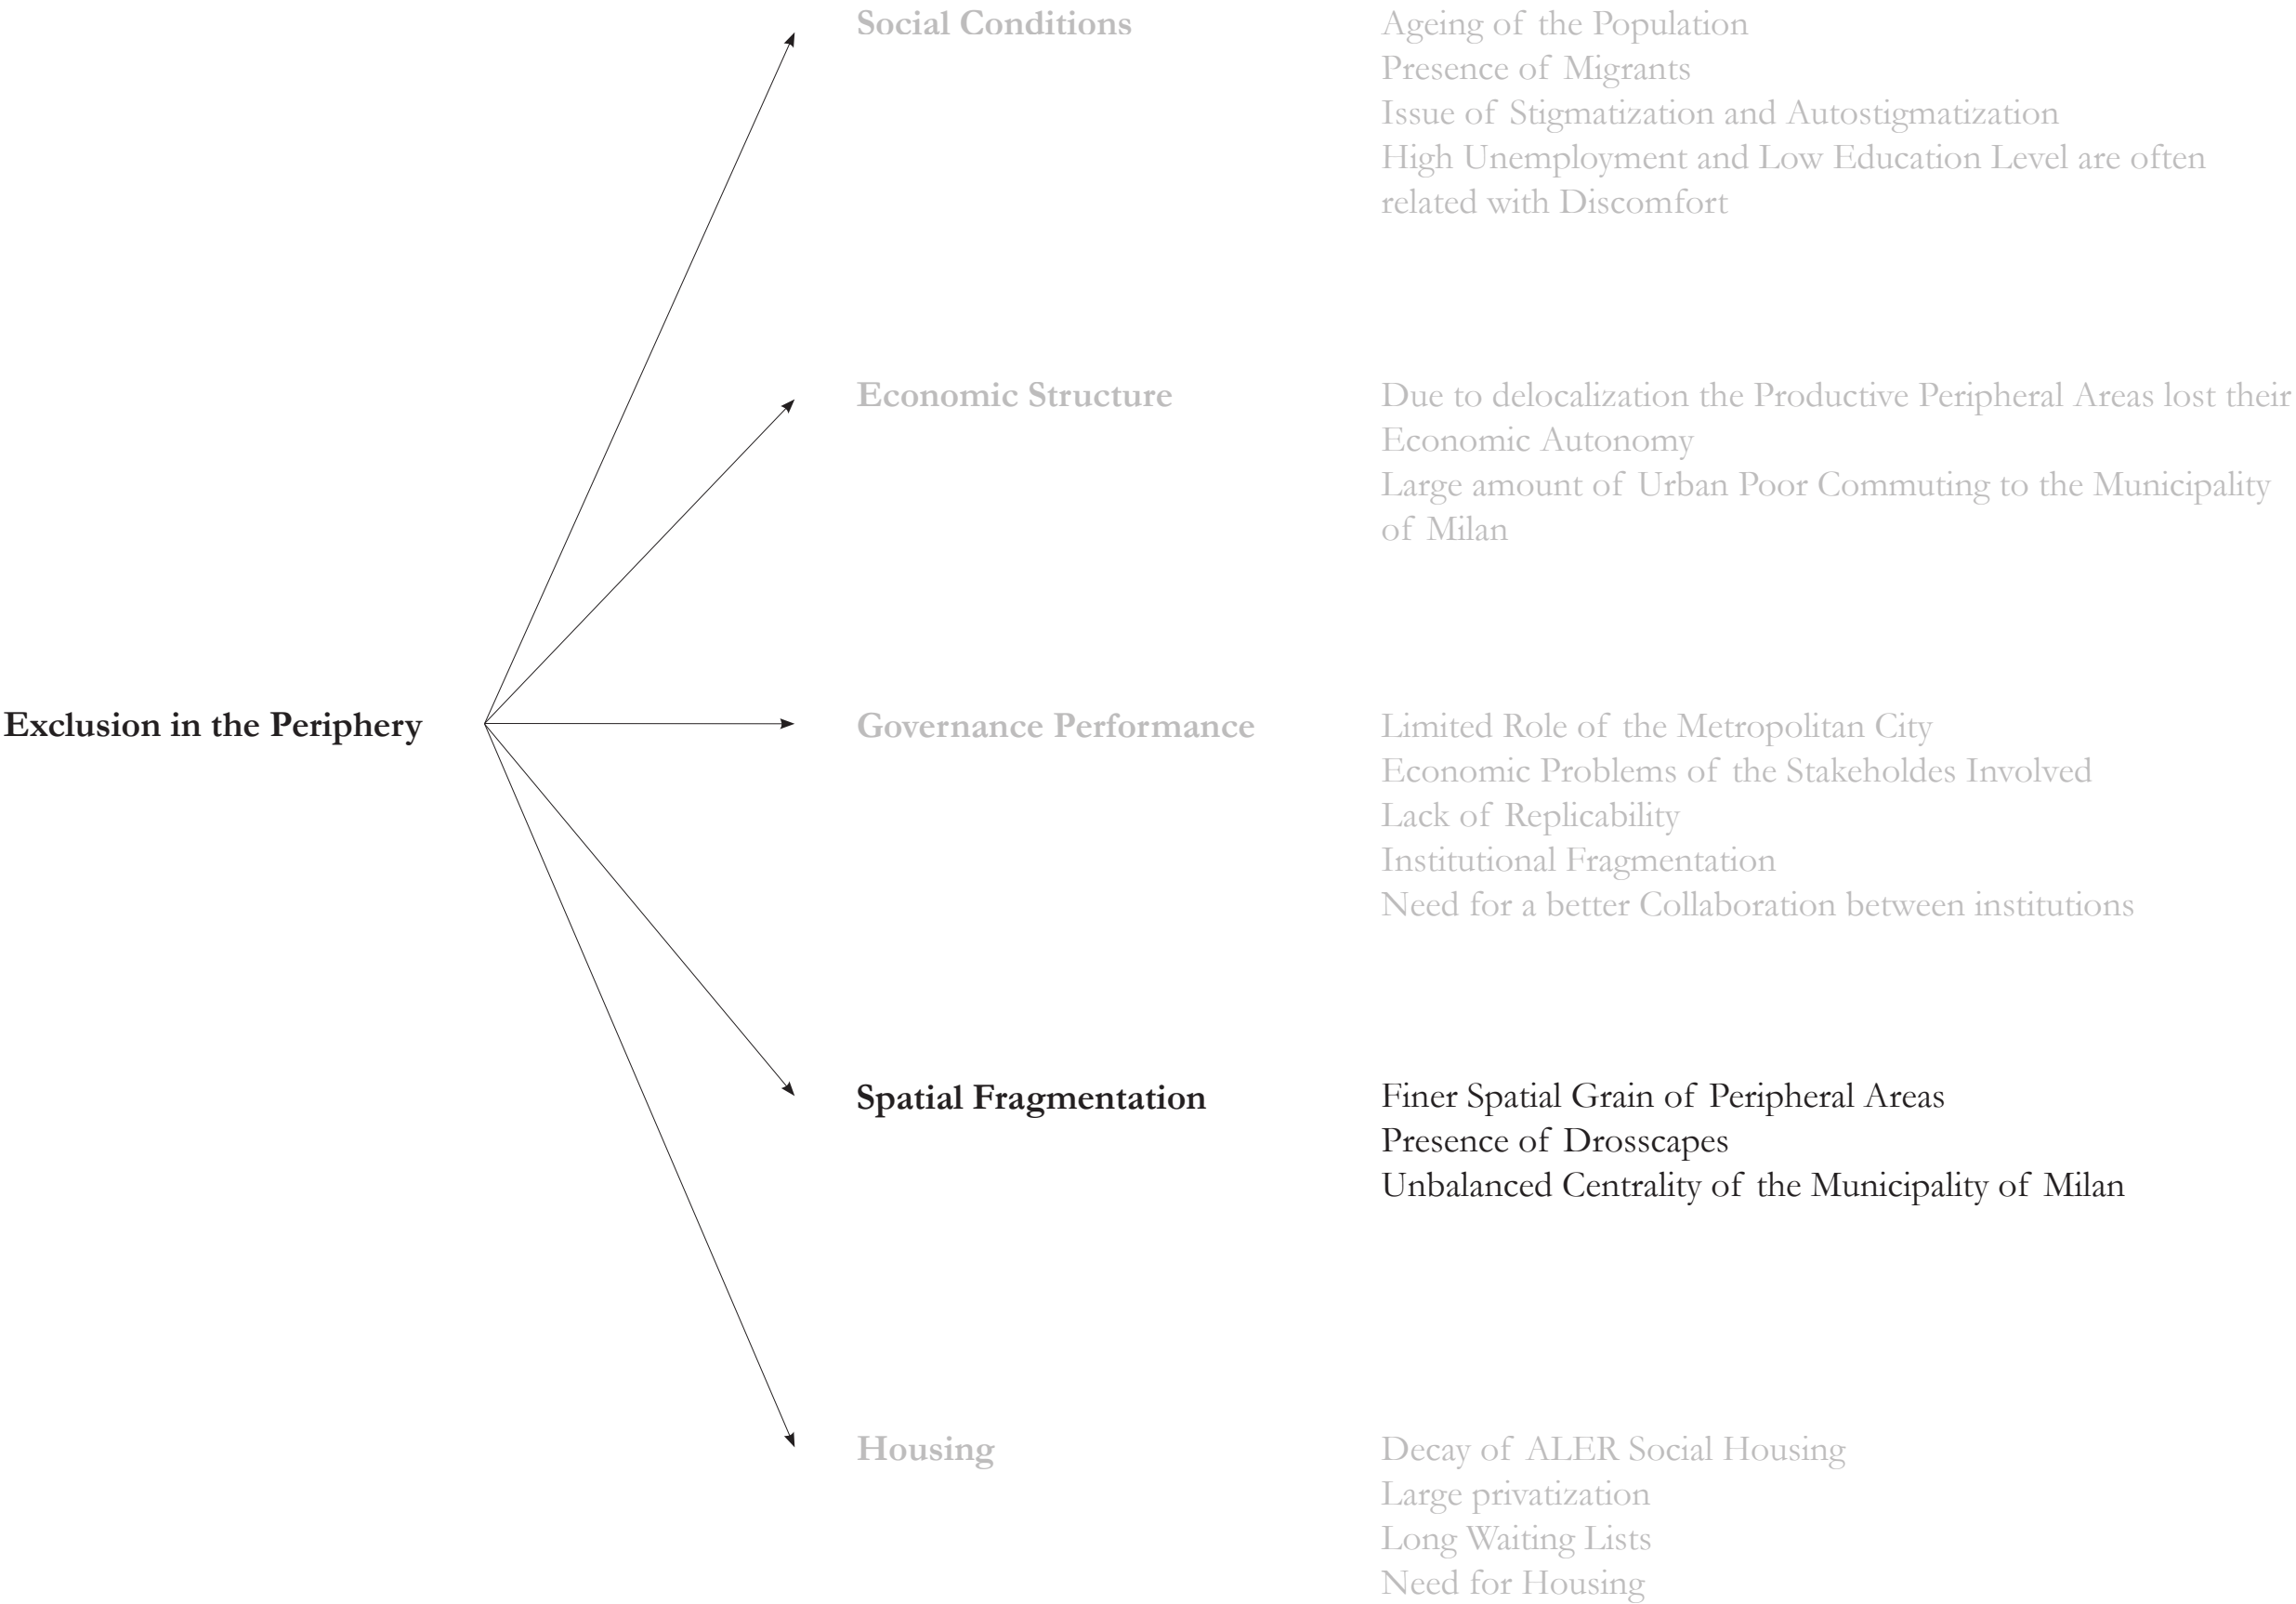 Social Conditions
Ageing of the Population
Presence of Migrants
Issue of Stigmatization and Autostigmatization
High Unemployment and Low Education Level are often
related with Discomfort
Economic Structure
Due to delocalization the Productive Peripheral Areas lost their
Economic Autonomy
Large amount of Urban Poor Commuting to the Municipality
of Milan
Exclusion in the Periphery
Governance Performance
Limited Role of the Metropolitan City
Economic Problems of the Stakeholdes Involved
Lack of Replicability
Institutional Fragmentation
Need for a better Collaboration between institutions
Spatial Fragmentation
Finer Spatial Grain of Peripheral Areas
Presence of Drosscapes
Unbalanced Centrality of the Municipality of Milan
Housing
Decay of ALER Social Housing
Large privatization
Long Waiting Lists
Need for Housing